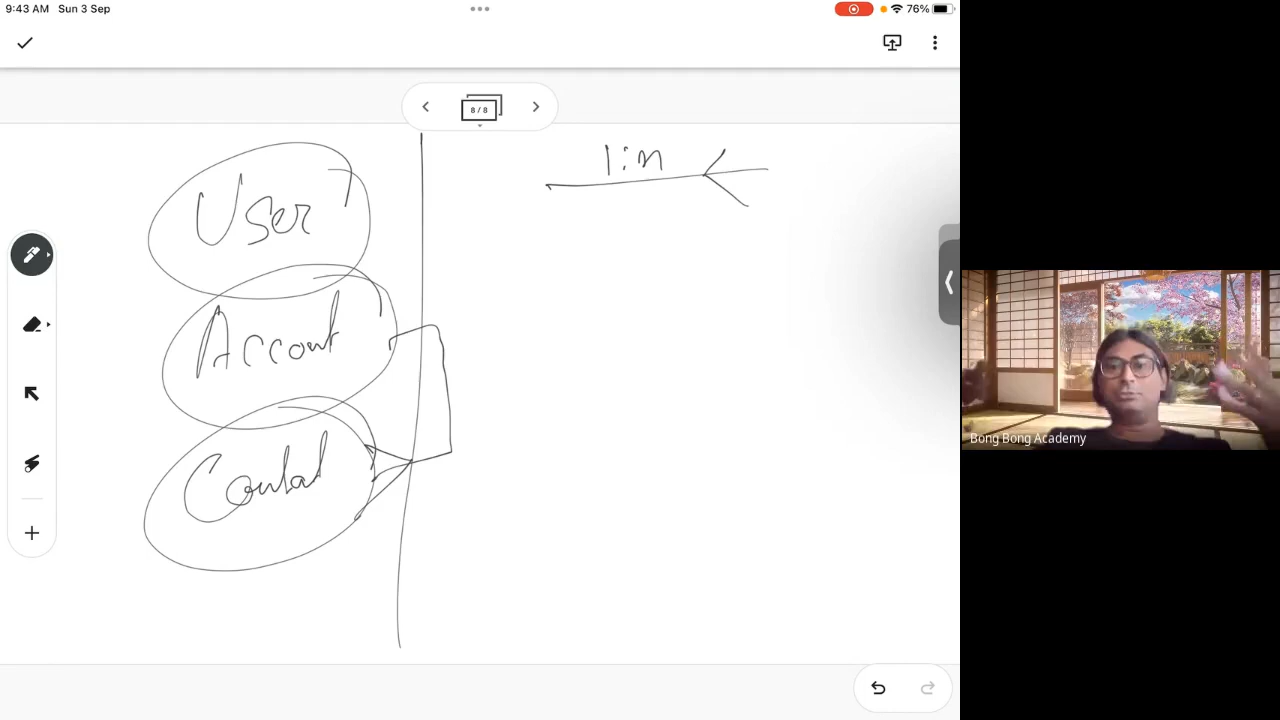 9:43 AM Sun 3 Sep
76%
8/8
1:n
User
Account
Contact
Bong Bong Academy